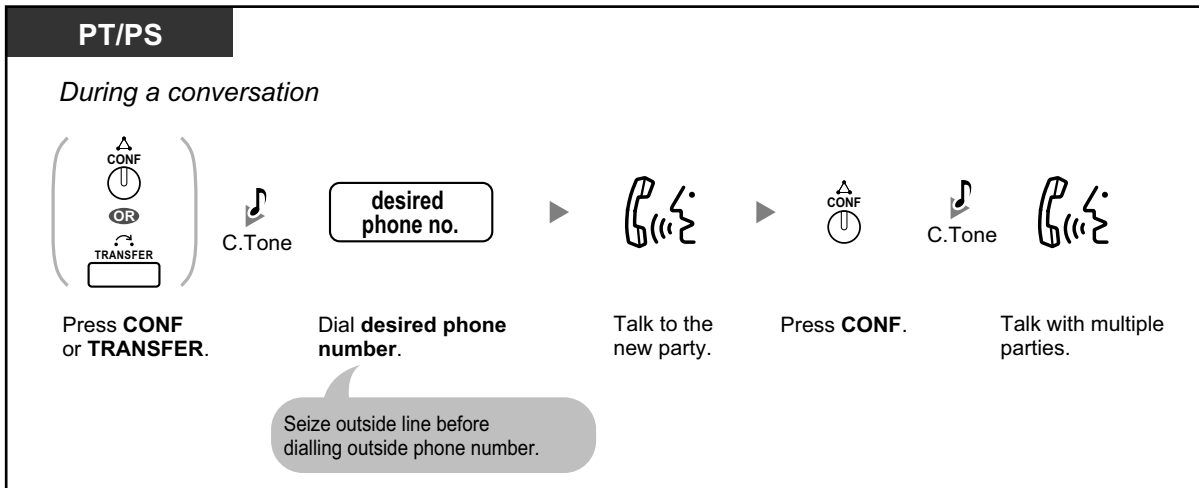 PT/PS
During a conversation
CONF
OR
TRANSFER
C.Tone
desired
phone no.
CONF
C.Tone
Press CONF
or TRANSFER.
Dial desired phone
number.
Talk to the
new party.
Press CONF.
Talk with multiple
parties.
Seize outside line before
dialling outside phone number.